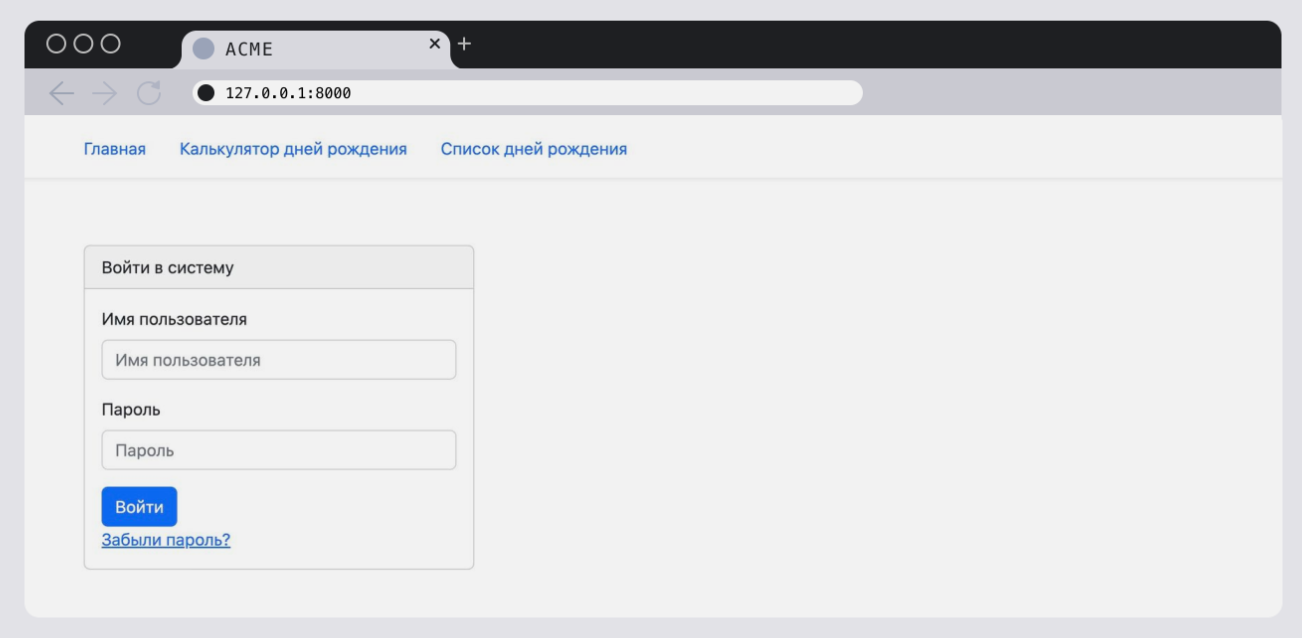 ACME
127.0.0.1:8000
Главная Калькулятор дней рождения Список дней рождения
Войти в систему
Имя пользователя
Имя пользователя
Пароль
Пароль
Войти
Забыли пароль?